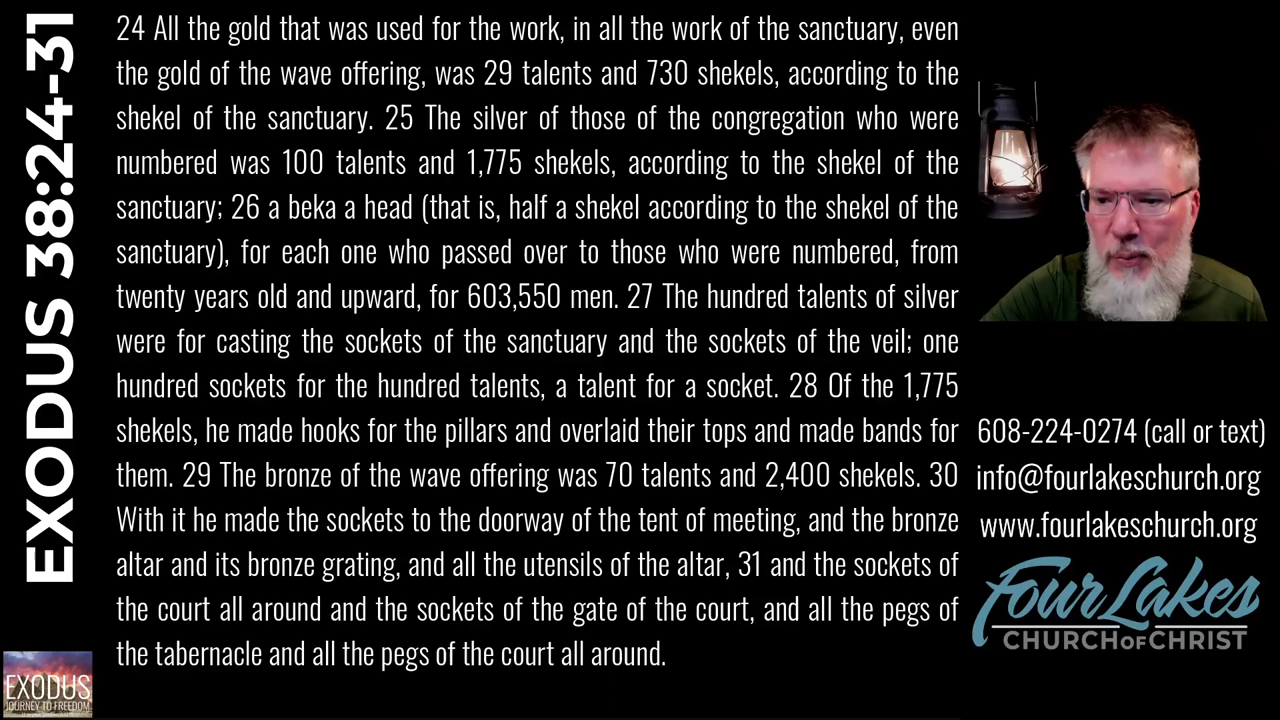 EXODUS 38:24-31
24 All the gold that was used for the work, in all the work of the sanctuary, even
the gold of the wave offering, was 29 talents and 730 shekels, according to the
shekel of the sanctuary. 25 The silver of those of the congregation who were
numbered was 100 talents and 1,775 shekels, according to the shekel of the
sanctuary; 26 a beka a head (that is, half a shekel according to the shekel of the
sanctuary), for each one who passed over to those who were numbered, from
twenty years old and upward, for 603,550 men. 27 The hundred talents of silver
were for casting the sockets of the sanctuary and the sockets of the veil; one
hundred sockets for the hundred talents, a talent for a socket. 28 Of the 1,775
shekels, he made hooks for the pillars and overlaid their tops and made bands for
them. 29 The bronze of the wave offering was 70 talents and 2,400 shekels. 30
With it he made the sockets to the doorway of the tent of meeting, and the bronze
altar and its bronze grating, and all the utensils of the altar, 31 and the sockets of
the court all around and the sockets of the gate of the court, and all the pegs of
the tabernacle and all the pegs of the court all around.
608-224-0274 (call or text)
info@fourlakeschurch.org
www.fourlakeschurch.org
Four Lakes
CHURCH OF CHRIST
EXODUS
JOURNEY TO FREEDOM